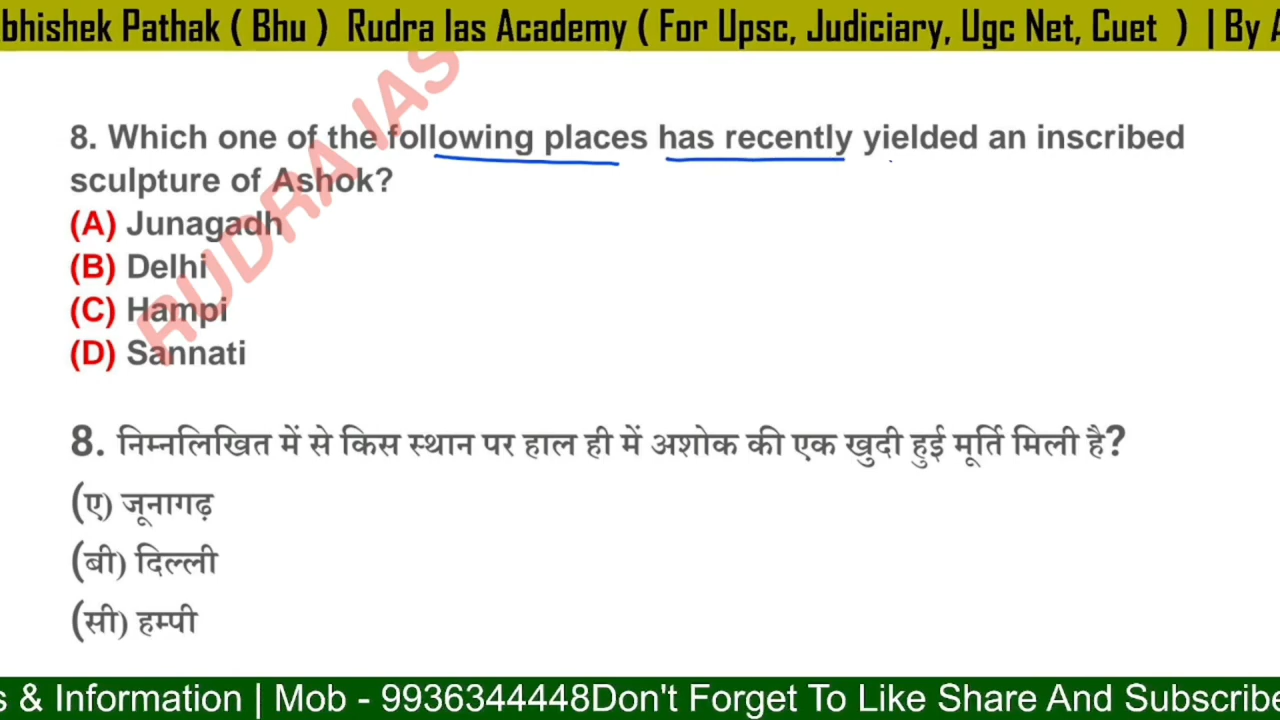 bhishek Pathak ( Bhu ) Rudra Ias Academy ( For Upsc, Judiciary, Ugc Net, Cuet ) | By A
RUDRA IAS
8. Which one of the following places has recently yielded an inscribed
sculpture of Ashok?
(A) Junagadh
(B) Delhi
(C) Hampi
(D) Sannati
8. निम्नलिखित में से किस स्थान पर हाल ही में अशोक की एक खुदी हुई मूर्ति मिली है?
(ए) जूनागढ़
(बी) दिल्ली
(सी) हम्पी
s & Information | Mob - 9936344448Don't Forget To Like Share And Subscribe